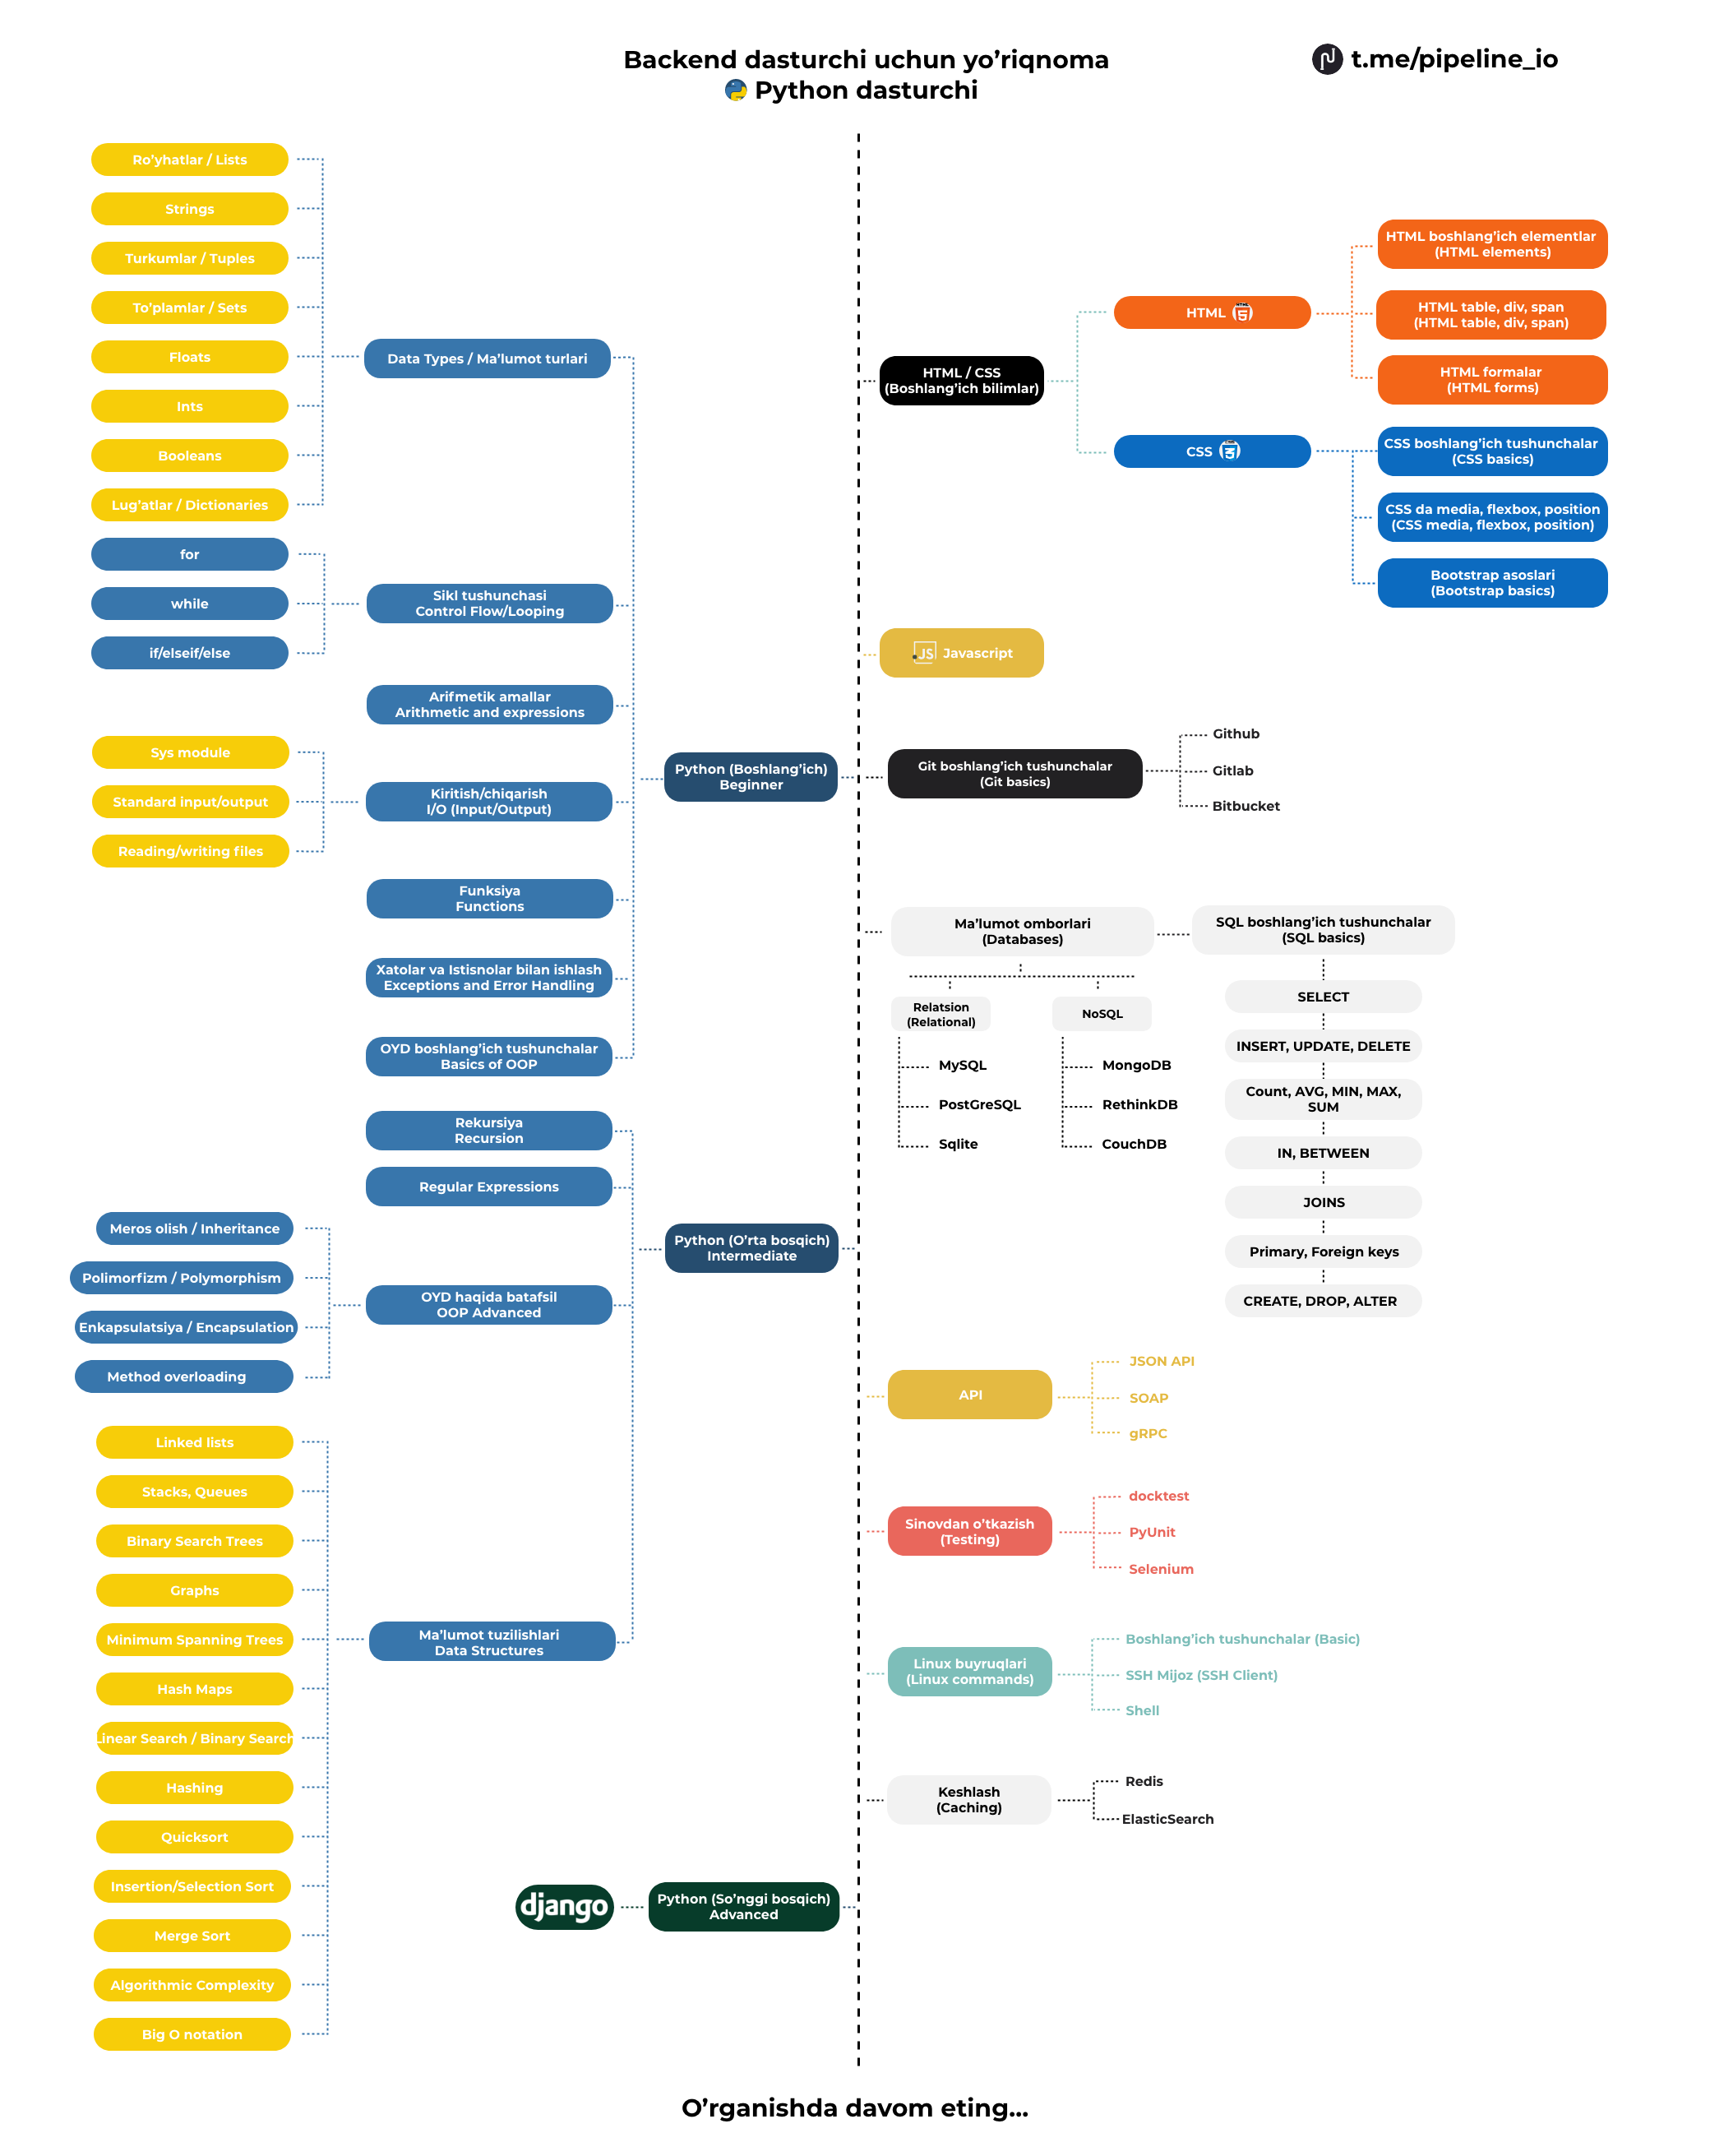 Backend dasturchi uchun yo’riqnoma
Python dasturchi
t.me/pipeline_io
Ro’yhatlar / Lists
Strings
Turkumlar / Tuples
To’plamlar / Sets
Floats
Ints
Booleans
Lug’atlar / Dictionaries
Data Types / Ma’lumot turlari
for
while
if/elseif/else
Sikl tushunchasi
Control Flow/Looping
Arifmetik amallar
Arithmetic and expressions
Sys module
Standard input/output
Reading/writing files
Kiritish/chiqarish
I/O (Input/Output)
Funksiya
Functions
Xatolar va Istisnolar bilan ishlash
Exceptions and Error Handling
OYD boshlang’ich tushunchalar
Basics of OOP
Python (Boshlang’ich)
Beginner
Rekursiya
Recursion
Regular Expressions
Meros olish / Inheritance
Polimorfizm / Polymorphism
Enkapsulatsiya / Encapsulation
Method overloading
OYD haqida batafsil
OOP Advanced
Python (O’rta bosqich)
Intermediate
Linked lists
Stacks, Queues
Binary Search Trees
Graphs
Minimum Spanning Trees
Hash Maps
Linear Search / Binary Search
Hashing
Quicksort
Insertion/Selection Sort
Merge Sort
Algorithmic Complexity
Big O notation
Ma’lumot tuzilishlari
Data Structures
django
Python (So’nggi bosqich)
Advanced
HTML / CSS
(Boshlang’ich bilimlar)
HTML
HTML boshlang’ich elementlar
(HTML elements)
HTML table, div, span
(HTML table, div, span)
HTML formalar
(HTML forms)
CSS
CSS boshlang’ich tushunchalar
(CSS basics)
CSS da media, flexbox, position
(CSS media, flexbox, position)
Bootstrap asoslari
(Bootstrap basics)
JS Javascript
Git boshlang’ich tushunchalar
(Git basics)
Github
Gitlab
Bitbucket
Ma’lumot omborlari
(Databases)
Relatsion
(Relational)
MySQL
PostGreSQL
Sqlite
NoSQL
MongoDB
RethinkDB
CouchDB
SQL boshlang’ich tushunchalar
(SQL basics)
SELECT
INSERT, UPDATE, DELETE
Count, AVG, MIN, MAX,
SUM
IN, BETWEEN
JOINS
Primary, Foreign keys
CREATE, DROP, ALTER
API
JSON API
SOAP
gRPC
Sinovdan o’tkazish
(Testing)
docktest
PyUnit
Selenium
Linux buyruqlari
(Linux commands)
Boshlang’ich tushunchalar (Basic)
SSH Mijoz (SSH Client)
Shell
Keshlash
(Caching)
Redis
ElasticSearch
O’rganishda davom eting...